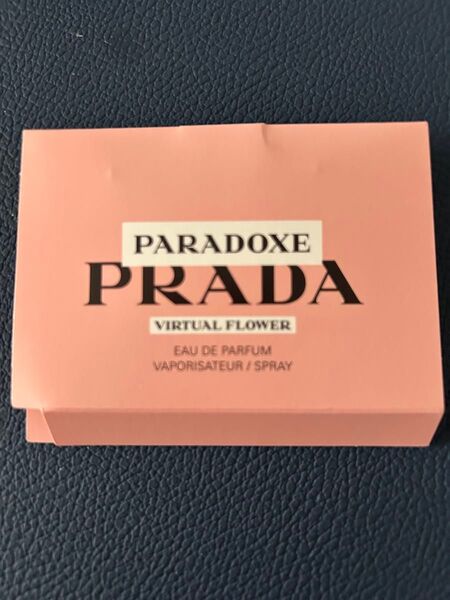 PARADOXE
PRADA
VIRTUAL FLOWER
EAU DE PARFUM
VAPORISATEUR / SPRAY